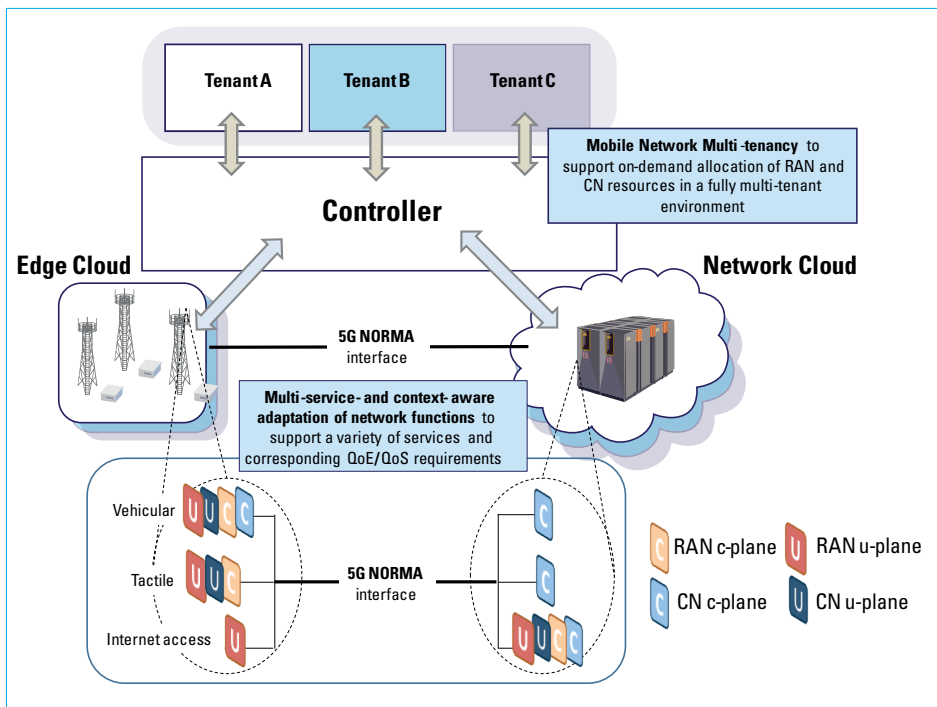 Tenant A
Tenant B
Tenant C
Mobile Network Multi-tenancy to
support on-demand allocation of RAN and
CN resources in a fully multi-tenant
environment
Controller
Edge Cloud
Network Cloud
5G NORMA
interface
Multi-service- and context-aware
adaptation of network functions to
support a variety of services and
corresponding QoE/QoS requirements
Vehicular
U U C C
C
Tactile
U U C
C
5G NORMA
interface
Internet access
U
U U C C
C RAN c-plane
U RAN u-plane
C CN c-plane
U CN u-plane